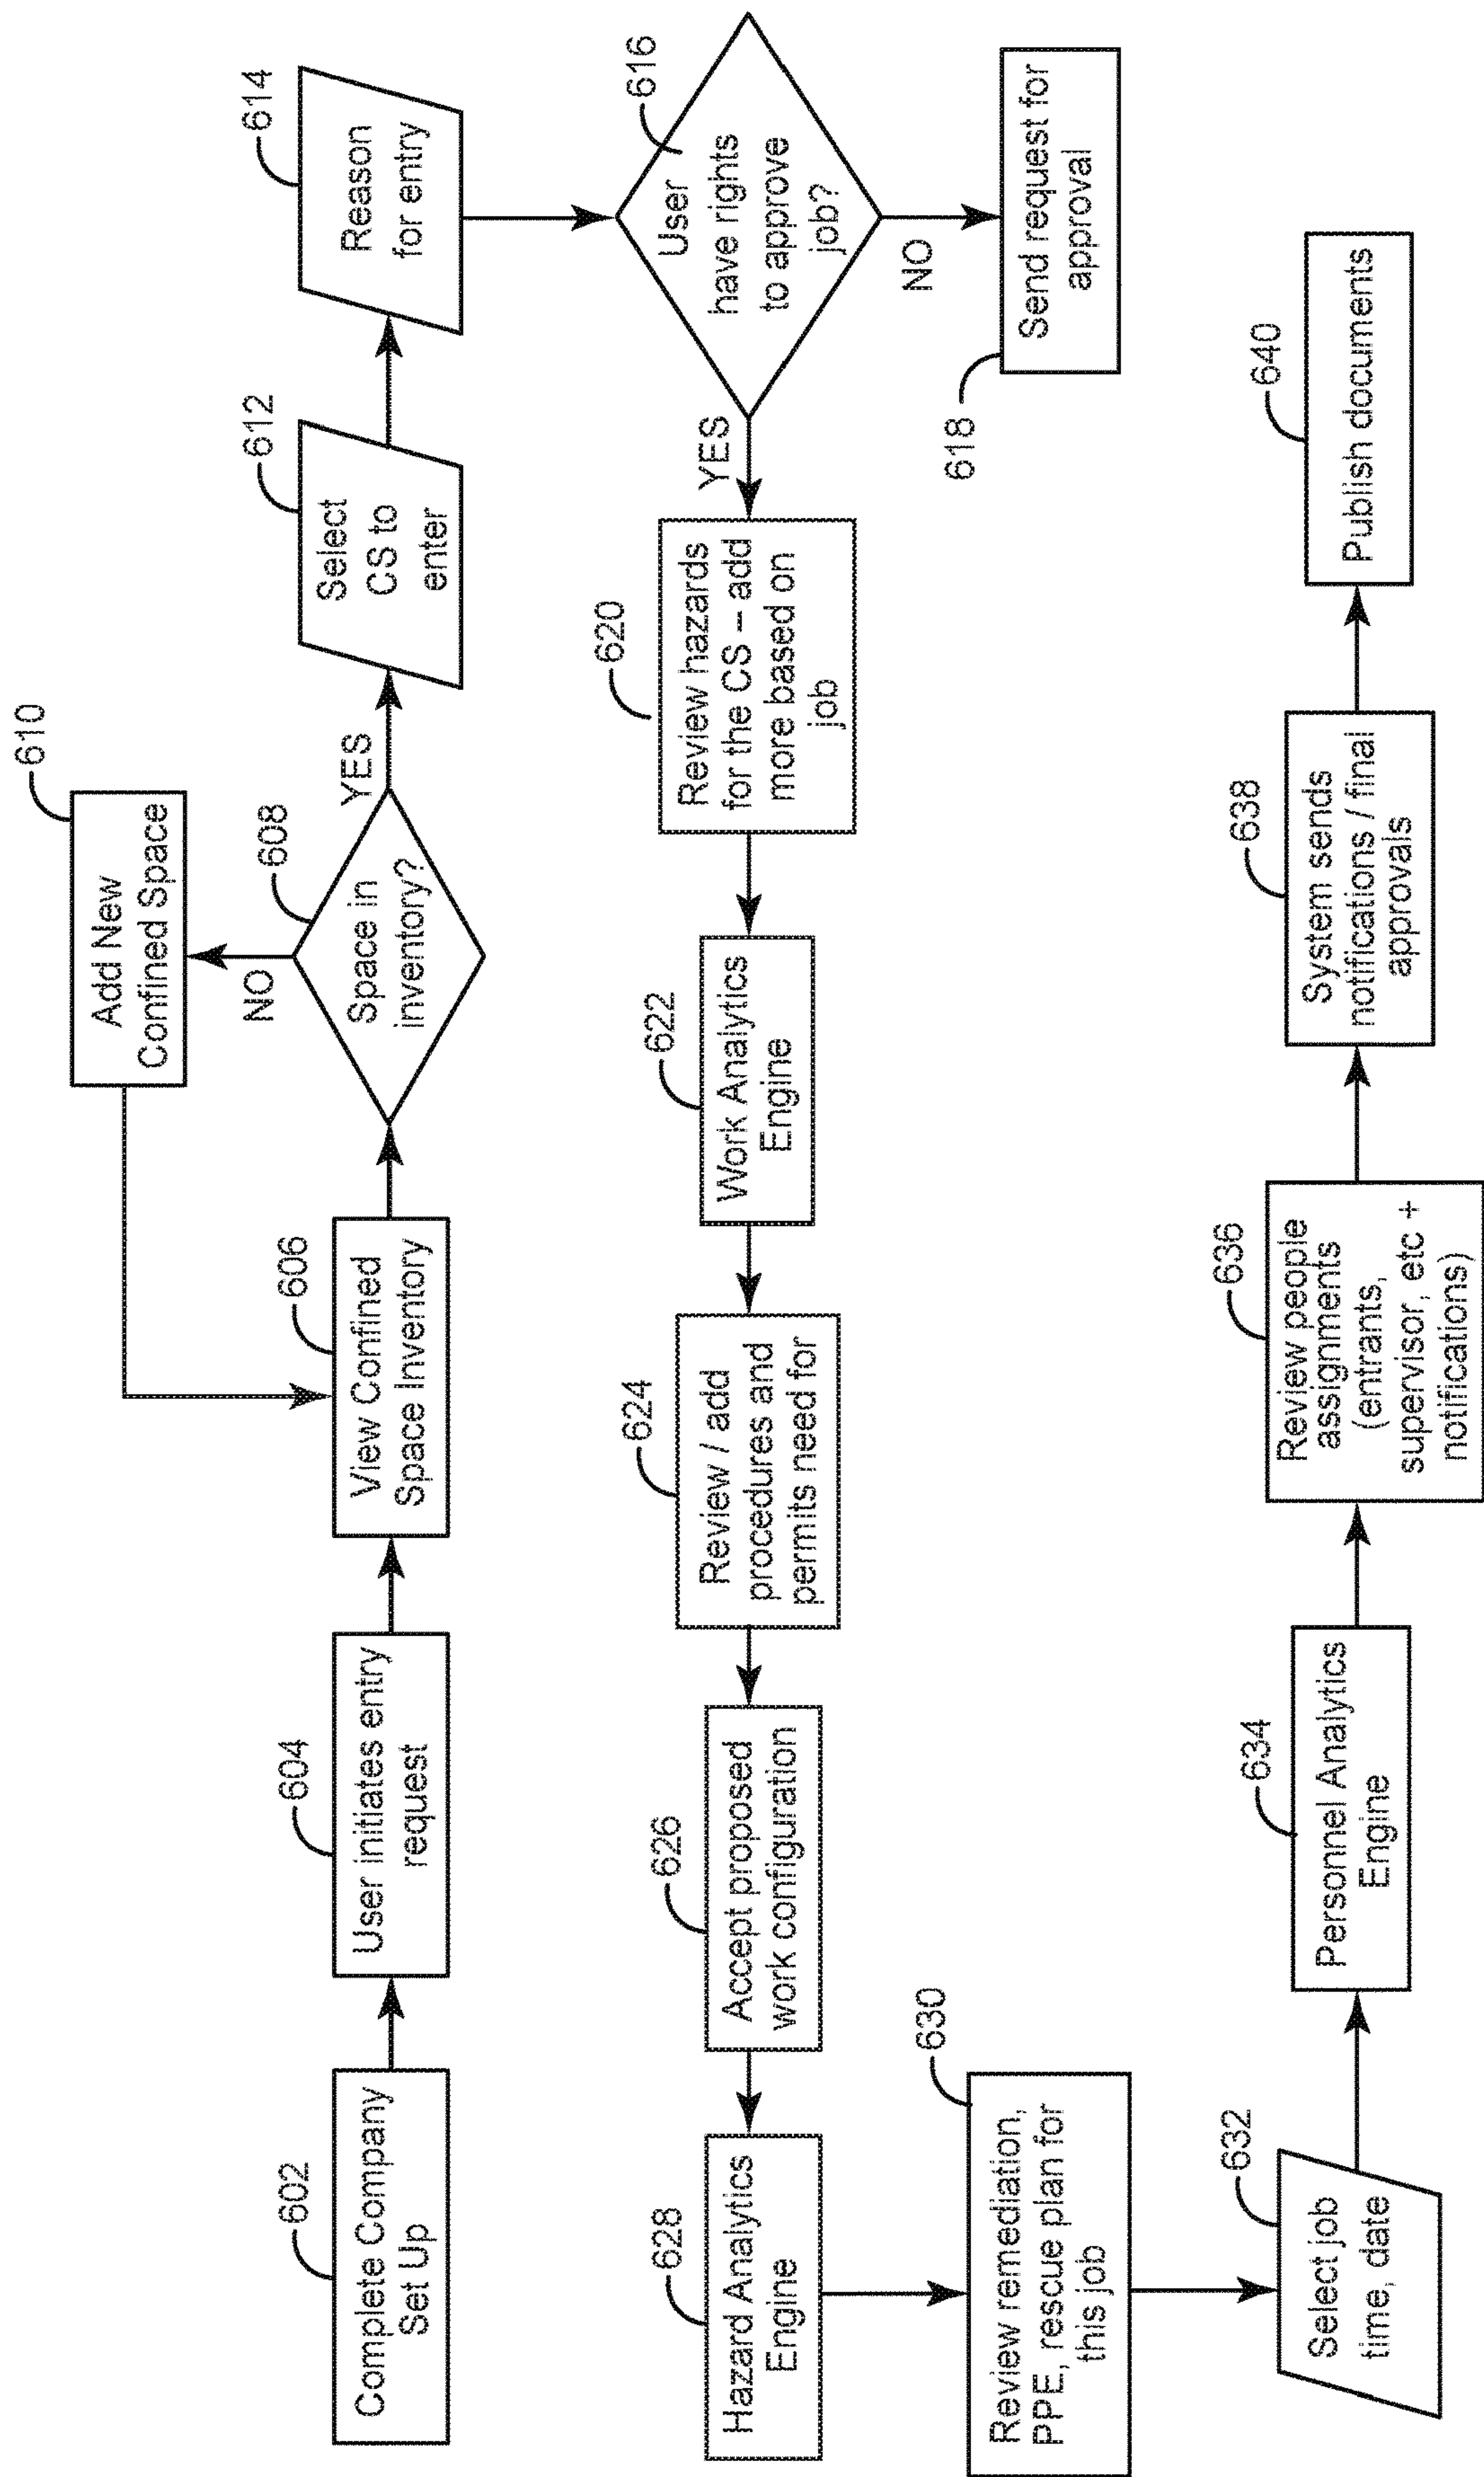 602
Complete Company
Set Up
604
User initiates entry
request
606
View Confined
Space Inventory
608
Space in
inventory?
NO
YES
610
Add New
Confined Space
612
Select
CS to
enter
614
Reason
for entry
616
User
have rights
to approve
job?
NO
YES
618
Send request for
approval
620
Review hazards
for the CS – add
more based on
job
622
Work Analytics
Engine
624
Review / add
procedures and
permits need for
626
Accept proposed
work configuration
628
Hazard Analytics
Engine
630
Review remediation,
PPE, rescue plan for
this job
632
Select job
time, date
634
Personnel Analytics
Engine
636
Review people
assignments
(entrants,
supervisor, etc +
notifications)
638
System sends
notifications / final
approvals
640
Publish documents